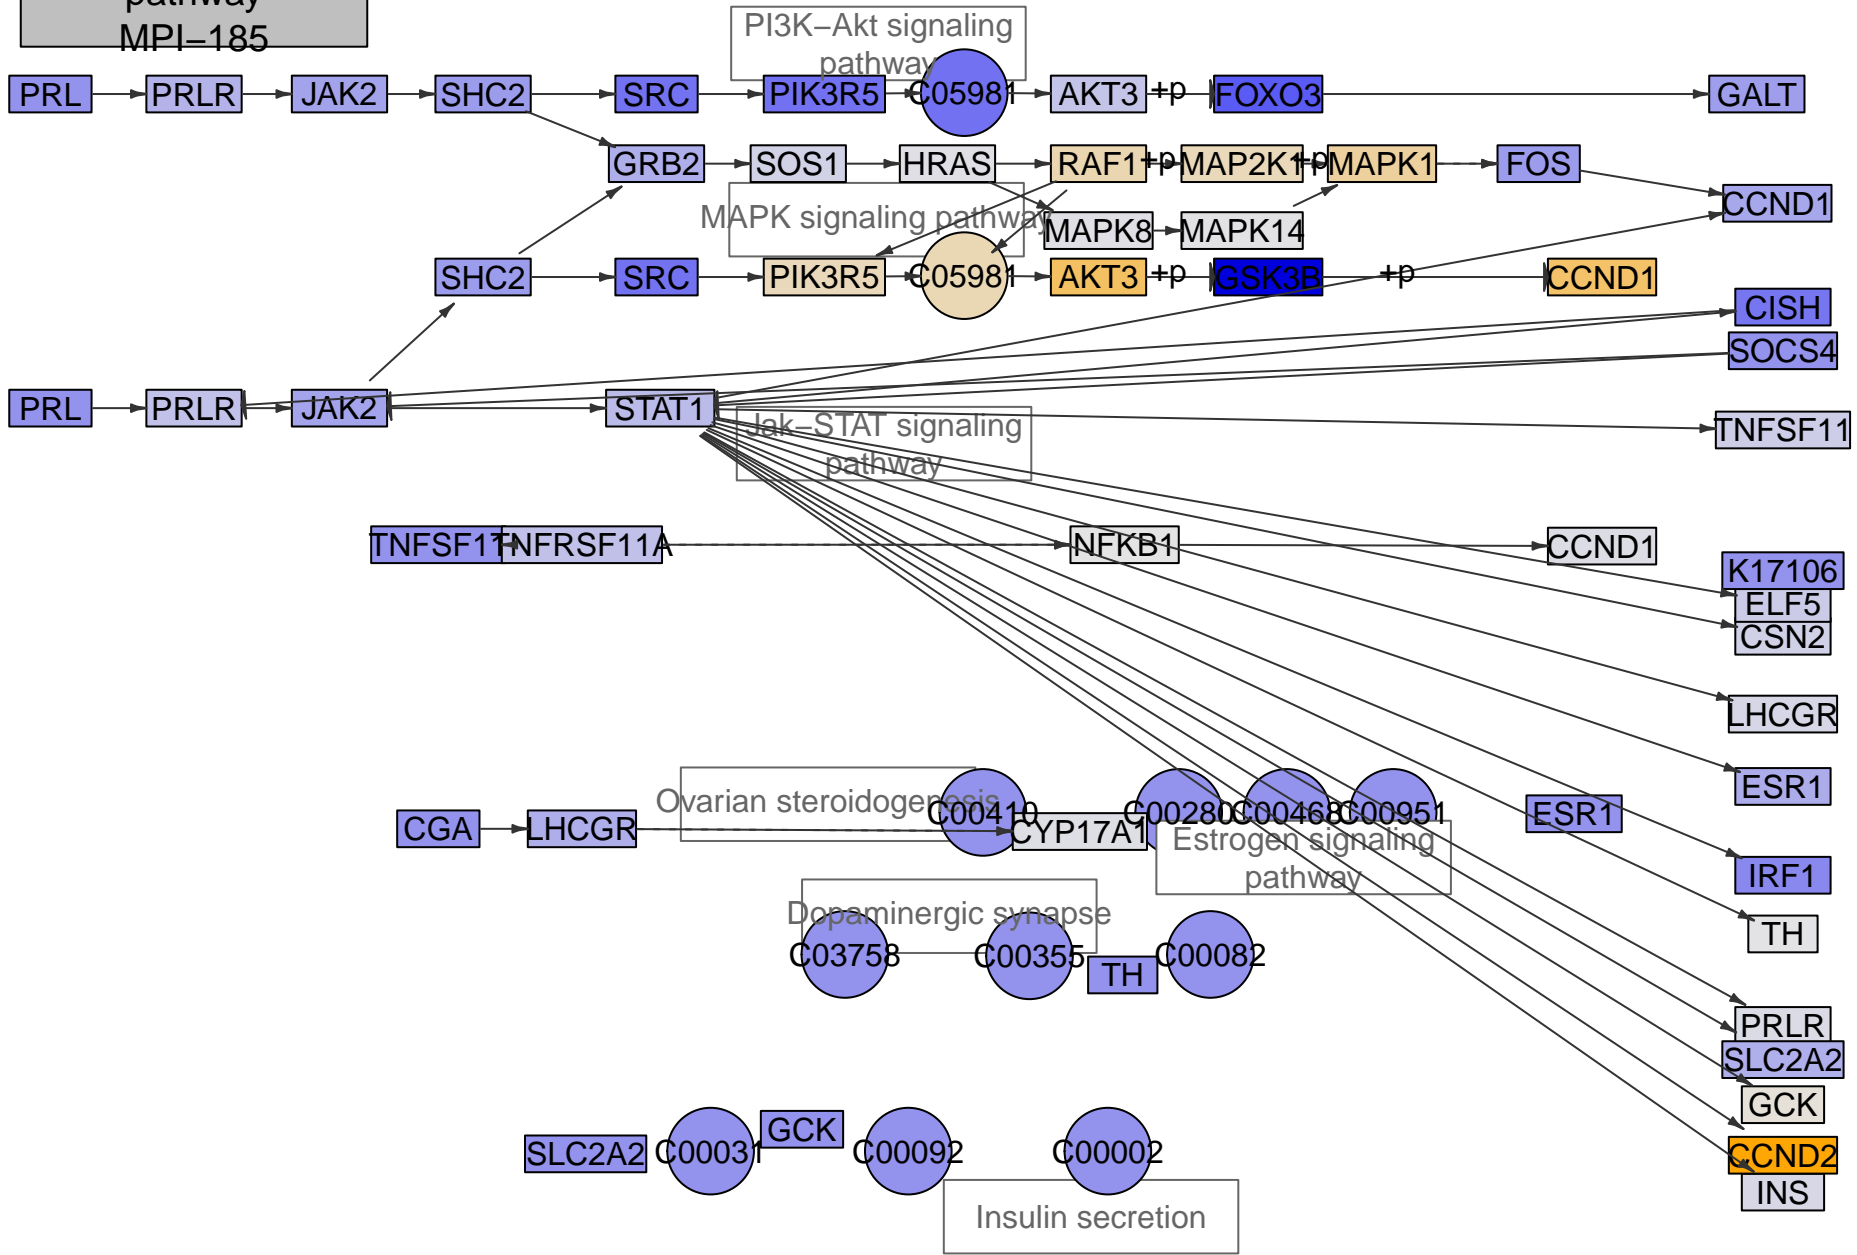 pathway
MPI–185
PI3K–Akt signaling
pathway
PRL
PRLR
JAK2
SHC2
SRC
PIK3R5
C05981
AKT3
+p
FOXO3
GALT
GRB2
SOS1
HRAS
RAF1
+p
MAP2K1
+p
MAPK1
FOS
CCND1
MAPK signaling pathway
MAPK8
MAPK14
SHC2
SRC
PIK3R5
C05981
AKT3
+p
GSK3B
+p
CCND1
CISH
SOCS4
PRL
PRLR
JAK2
STAT1
Jak–STAT signaling
pathway
TNFSF11
TNFSF11
TNFRSF11A
NFKB1
CCND1
K17106
ELF5
CSN2
LHCGR
ESR1
Ovarian steroidogenesis
C00410
C00280
C00468
C00951
ESR1
CGA
LHCGR
CYP17A1
Estrogen signaling
pathway
IRF1
Dopaminergic synapse
TH
C03758
C00355
TH
C00082
PRLR
SLC2A2
GCK
SLC2A2
C00031
GCK
C00092
C00002
CCND2
INS
Insulin secretion